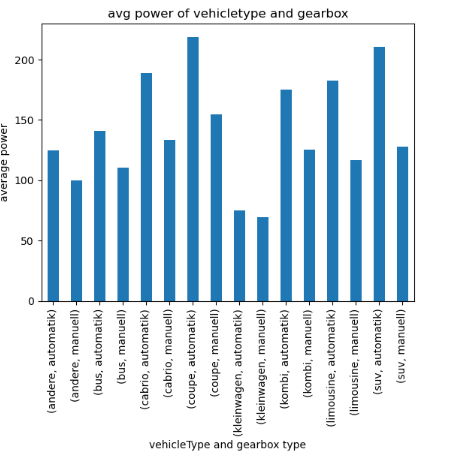 avg power of vehicletype and gearbox
average power
200
150
100
50
0
(andere, automatik)
(andere, manuell)
(bus, automatik)
(bus, manuell)
(cabrio, automatik)
(cabrio, manuell)
(coupe, automatik)
(coupe, manuell)
(kleinwagen, automatik)
(kleinwagen, manuell)
(kombi, automatik)
(kombi, manuell)
(limousine, automatik)
(limousine, manuell)
(suv, automatik)
(suv, manuell)
vehicleType and gearbox type